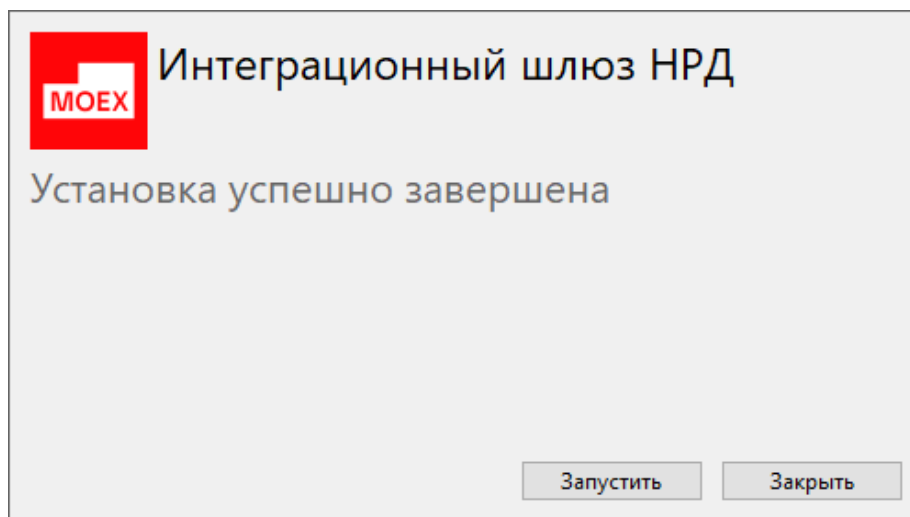 MOEX
Интеграционный шлюз НРД
Установка успешно завершена
Запустить
Закрыть